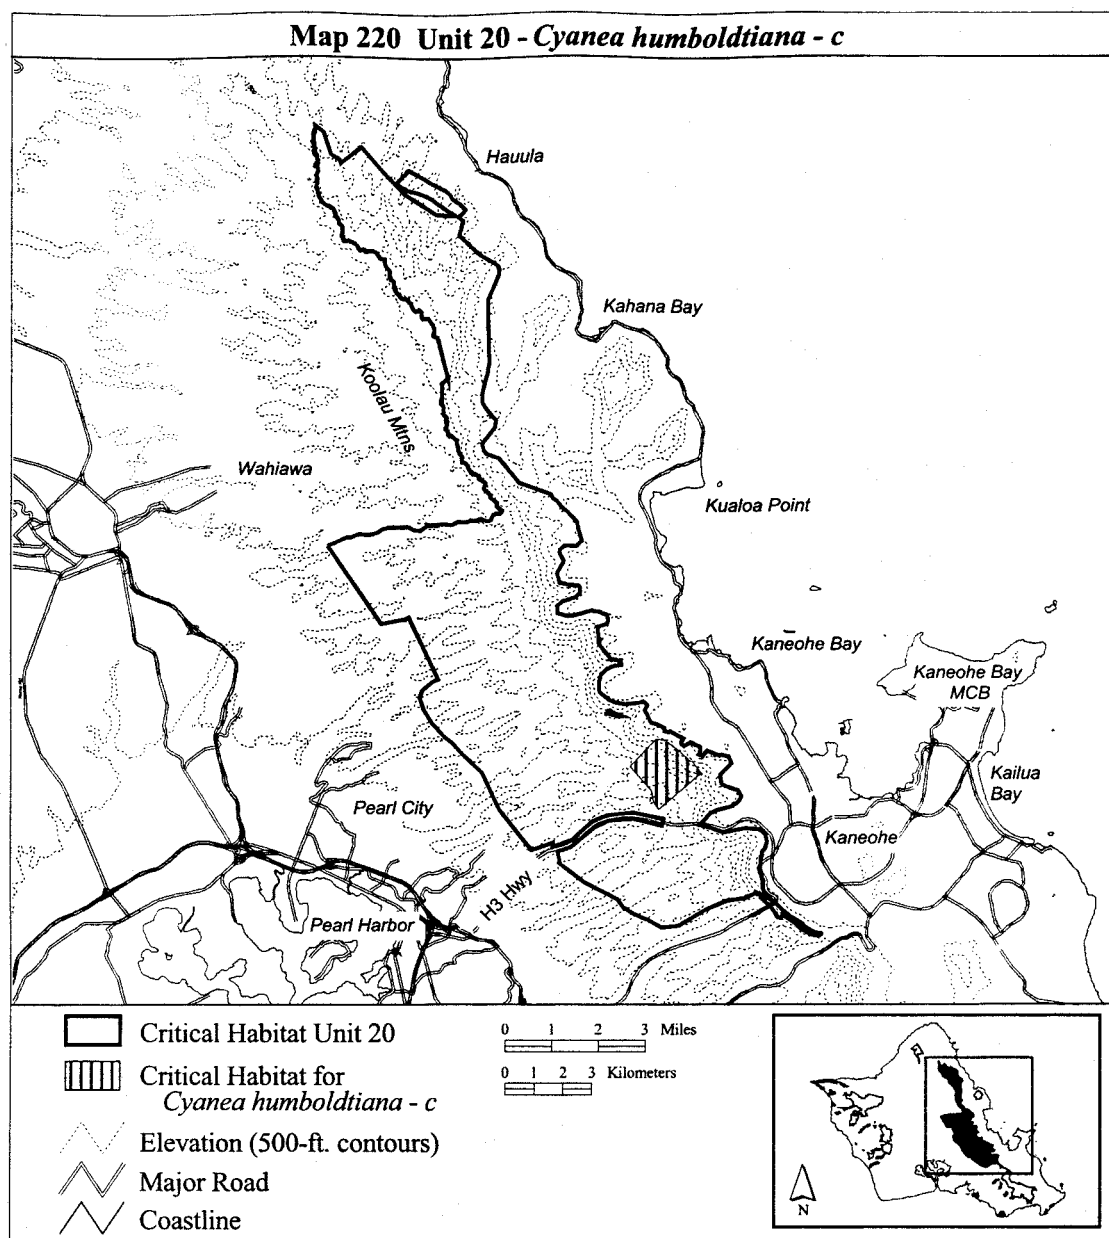 Map 220 Unit 20 - Cyanea humboldtiana - c
Hauula
Kahana Bay
Koolau Mtns
Wahiawa
Kualoa Point
Kaneohe Bay
Kaneohe Bay
MCB
Kailua
Bay
Pearl City
Kaneohe
H3 Hwy
Pearl Harbor
Critical Habitat Unit 20
Critical Habitat for
Cyanea humboldtiana - c
Elevation (500-ft. contours)
Major Road
Coastline
0 1 2 3 Miles
0 1 2 3 Kilometers
N